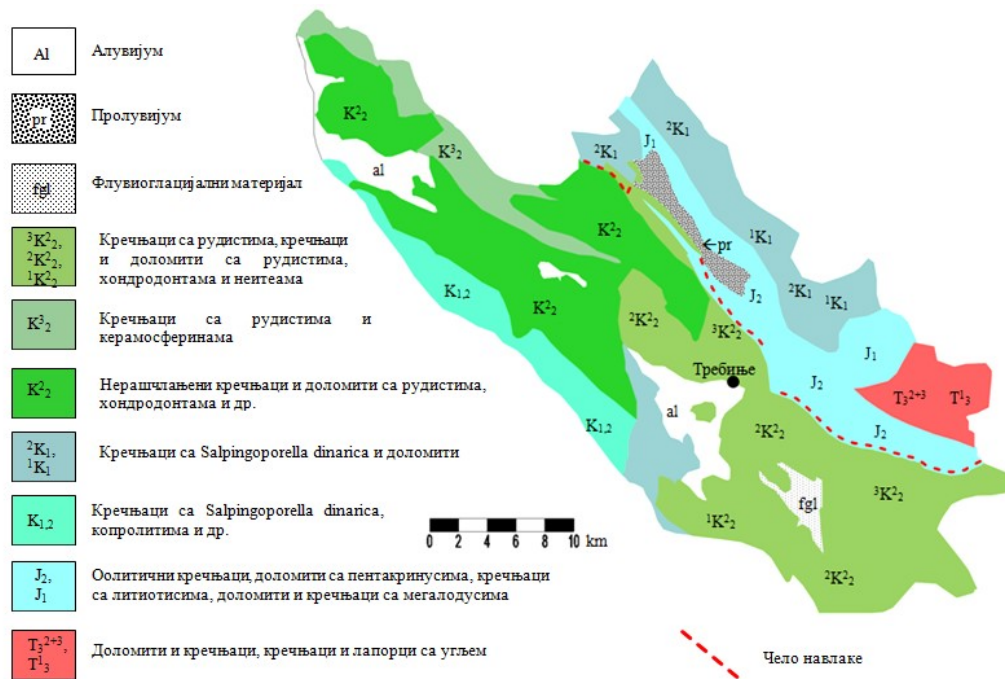 Al Алувијум
pr Пролувијум
fgl Флувиогласијални материјал
³K²₂,
²K²₂,
¹K²₂
Кречњаци са рудистима, кречњаци
и доломити са рудистима,
хондродонтама и неитеама
K³₂
Кречњаци са рудистима и
керамосферинама
K²₂
Нерашчлањени кречњаци и доломити са рудистима,
хондродонтама и др.
²K₁,
¹K₁
Кречњаци са Salpingoporella dinarica и доломити
K₁,₂
Кречњаци са Salpingoporella dinarica,
копролитима и др.
J₂,
J₁
Оолитични кречњаци, доломити са пентакринусима, кречњаци
са литиотисима, доломити и кречњаци са мегалодусима
T₃²⁺³,
T¹₃
Доломити и кречњаци, кречњаци и лапорци са угљем
K²₂
al
K³₂
²K₁
J₁
²K₁
K²₂
¹K₁
pr
K₁,₂
K²₂
J₂
²K₁
¹K₁
²K²₂
³K²₂
J₁
Требиње
J₂
T₃²⁺³
T¹₃
al
K₁,₂
²K²₂
J₂
³K²₂
fgl
¹K²₂
²K²₂
0 2 4 6 8 10 km
Чело навлаке